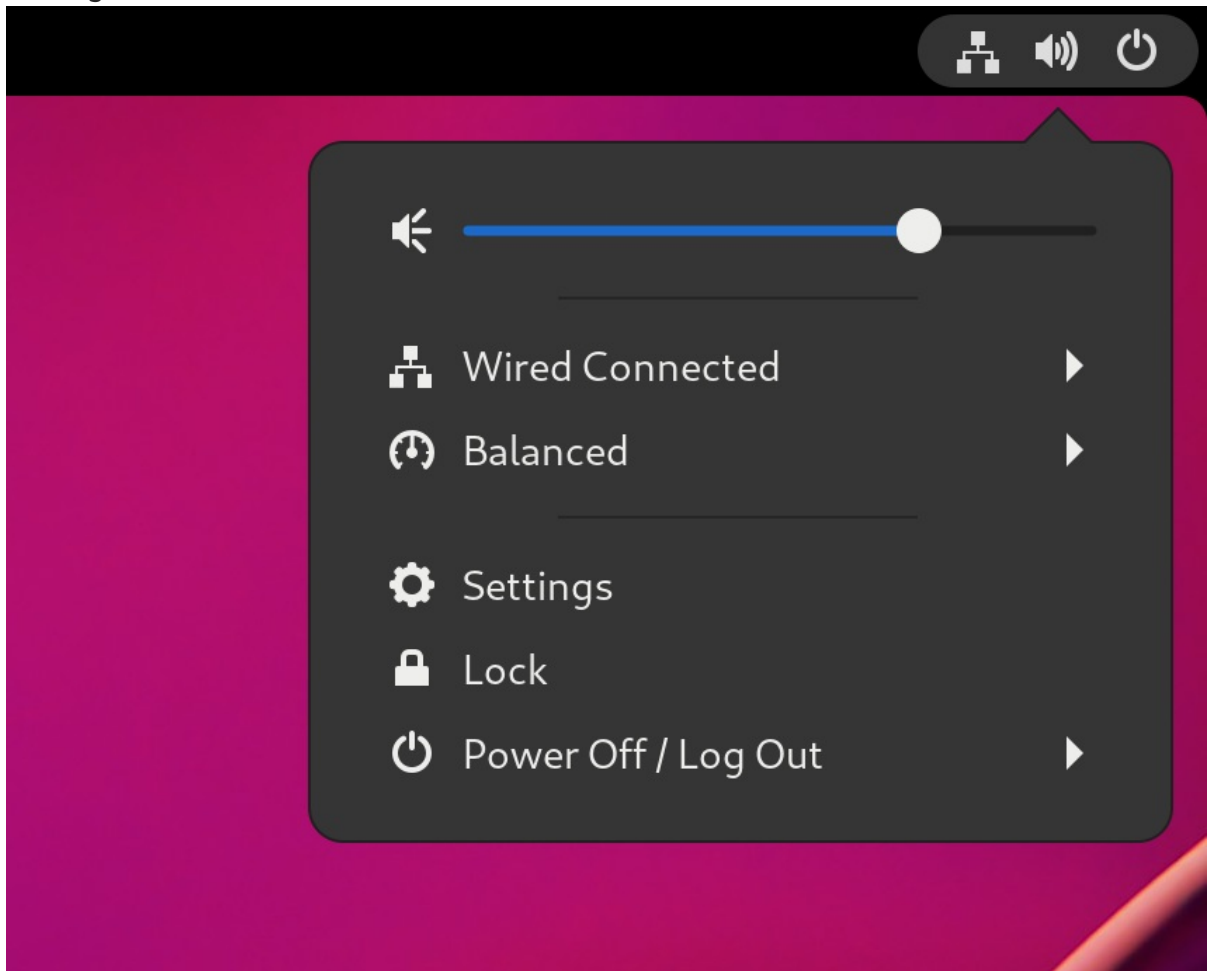 Wired Connected
Balanced
Settings
Lock
Power Off / Log Out